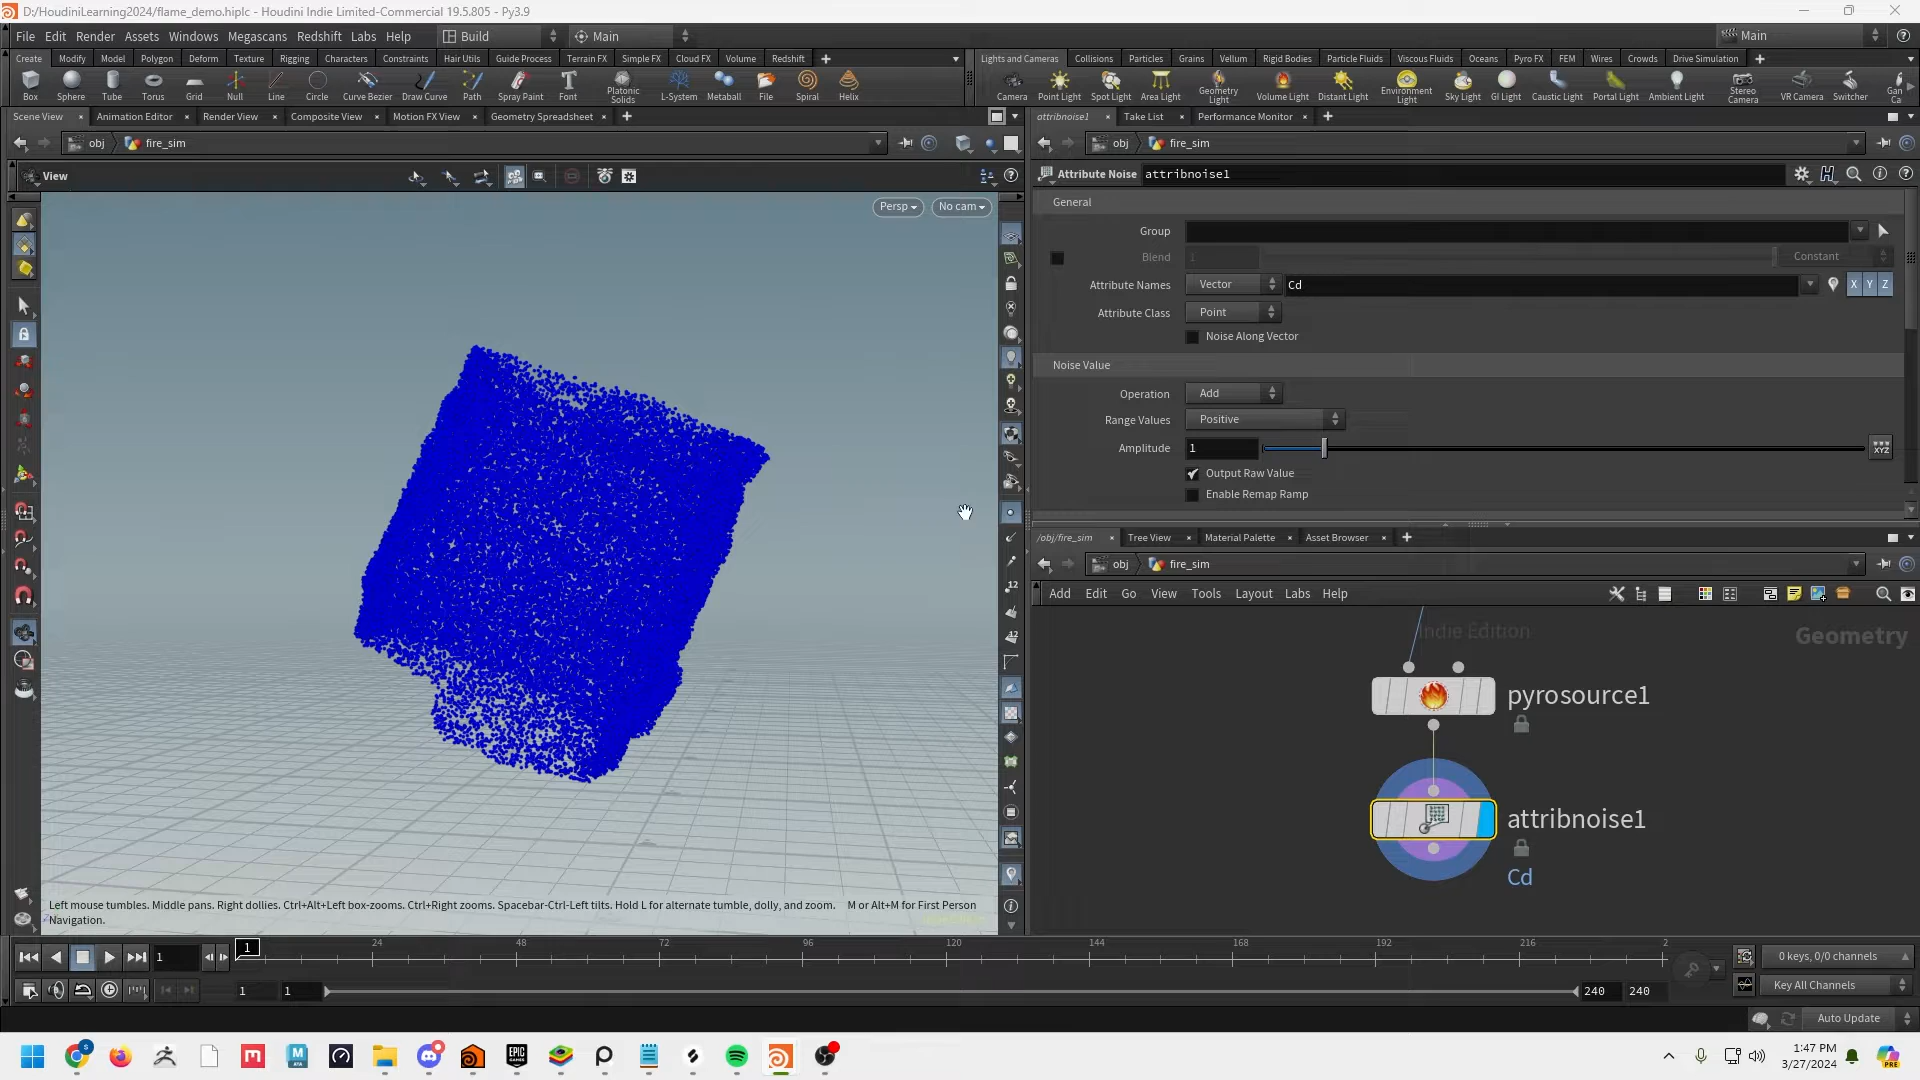 D:/HoudiniLearning2024/flame_demo.hiplc - Houdini Indie Limited-Commercial 19.5.805 - Py3.9
File Edit Render Assets Windows Megascans Redshift Labs Help Build Main Main
Create Modify Model Polygon Deform Texture Rigging Characters Constraints Hair Utils Guide Process Terrain FX Simple FX Cloud FX Volume Redshift
Lights and Cameras Collisions Particles Grains Vellum Rigid Bodies Particle Fluids Viscous Fluids Oceans Pyro FX FEM Wires Crowds Drive Simulation
Box Sphere Tube Torus Grid Null Line Circle Curve Bezier Draw Curve Path Spray Paint Font Platonic Solids L-System Metaball File Spiral Helix
Camera Point Light Spot Light Area Light Geometry Light Volume Light Distant Light Environment Light Sky Light GI Light Caustic Light Portal Light Ambient Light Stereo Camera VR Camera Switcher Gan Ca
Scene View Animation Editor Render View Composite View Motion FX View Geometry Spreadsheet
attribnoise1 Take List Performance Monitor
obj fire_sim
obj fire_sim
View
Attribute Noise attribnoise1
Persp No cam
General
Group
Blend 1 Constant
Attribute Names Vector Cd X Y Z
Attribute Class Point
Noise Along Vector
Noise Value
Operation Add
Range Values Positive
Amplitude 1
Output Raw Value
Enable Remap Ramp
/obj/fire_sim Tree View Material Palette Asset Browser
obj fire_sim
Add Edit Go View Tools Layout Labs Help
Indie Edition
Geometry
pyrosource1
attribnoise1
Cd
Left mouse tumbles. Middle pans. Right dollies. Ctrl+Alt+Left box-zooms. Ctrl+Right zooms. Spacebar-Ctrl-Left tilts. Hold L for alternate tumble, dolly, and zoom. M or Alt+M for First Person
Navigation.
1 1 24 48 72 96 120 144 168 192 216 2
0 keys, 0/0 channels
1 1 240 240
Key All Channels
Auto Update
1:47 PM
3/27/2024